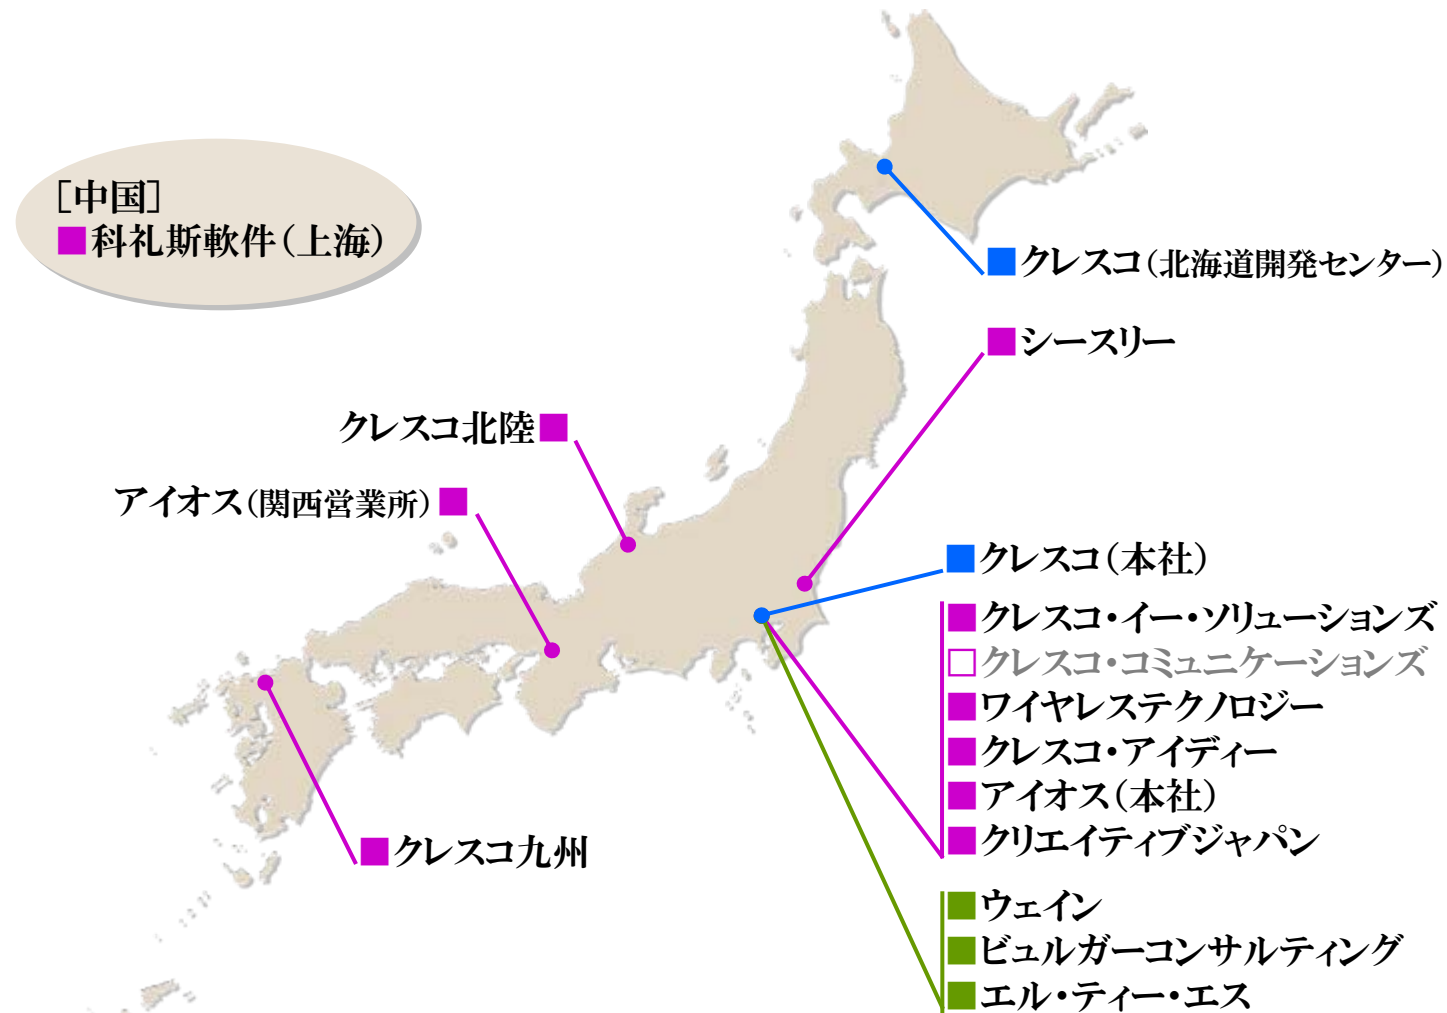 ［中国］
■科礼斯軟件（上海）
■クレスコ（北海道開発センター）
■シースリー
クレスコ北陸■
アイオス（関西営業所）■
■クレスコ（本社）
■クレスコ・イー・ソリューションズ
□クレスコ・コミュニケーションズ
■ワイヤレステクノロジー
■クレスコ・アイディー
■アイオス（本社）
■クリエイティブジャパン
■クレスコ九州
■ウェイン
■ビュルガーコンサルティング
■エル・ティー・エス